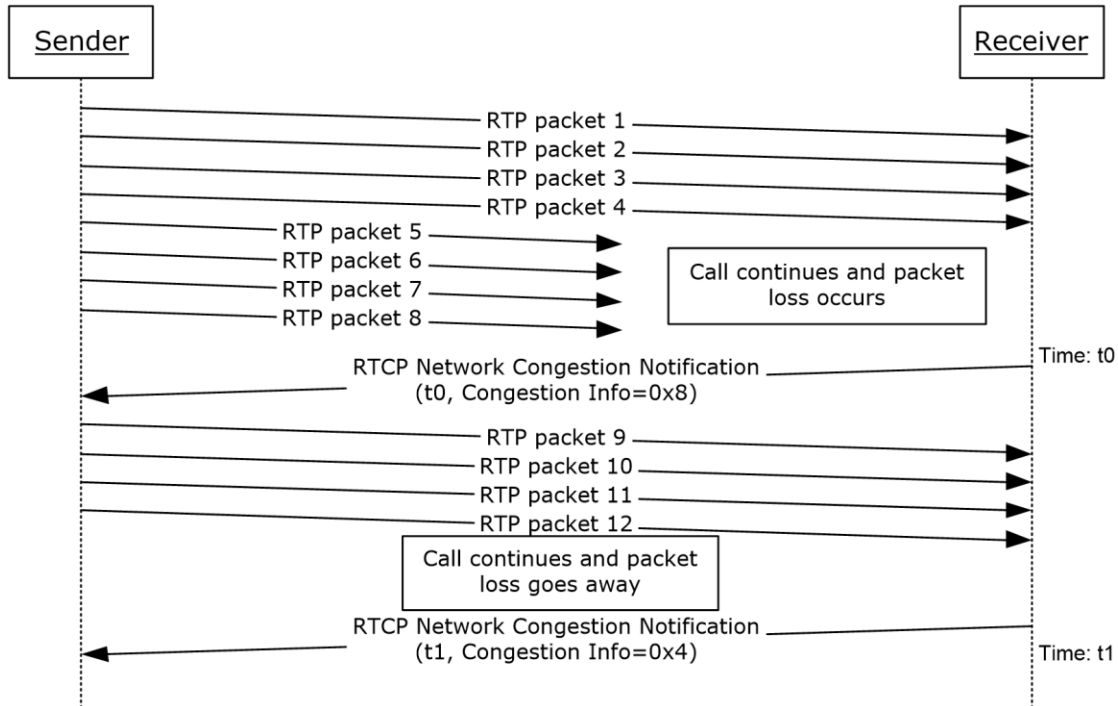 Sender
Receiver
RTP packet 1
RTP packet 2
RTP packet 3
RTP packet 4
RTP packet 5
RTP packet 6
RTP packet 7
RTP packet 8
Call continues and packet
loss occurs
Time: t0
RTCP Network Congestion Notification
(t0, Congestion Info=0x8)
RTP packet 9
RTP packet 10
RTP packet 11
RTP packet 12
Call continues and packet
loss goes away
RTCP Network Congestion Notification
(t1, Congestion Info=0x4)
Time: t1